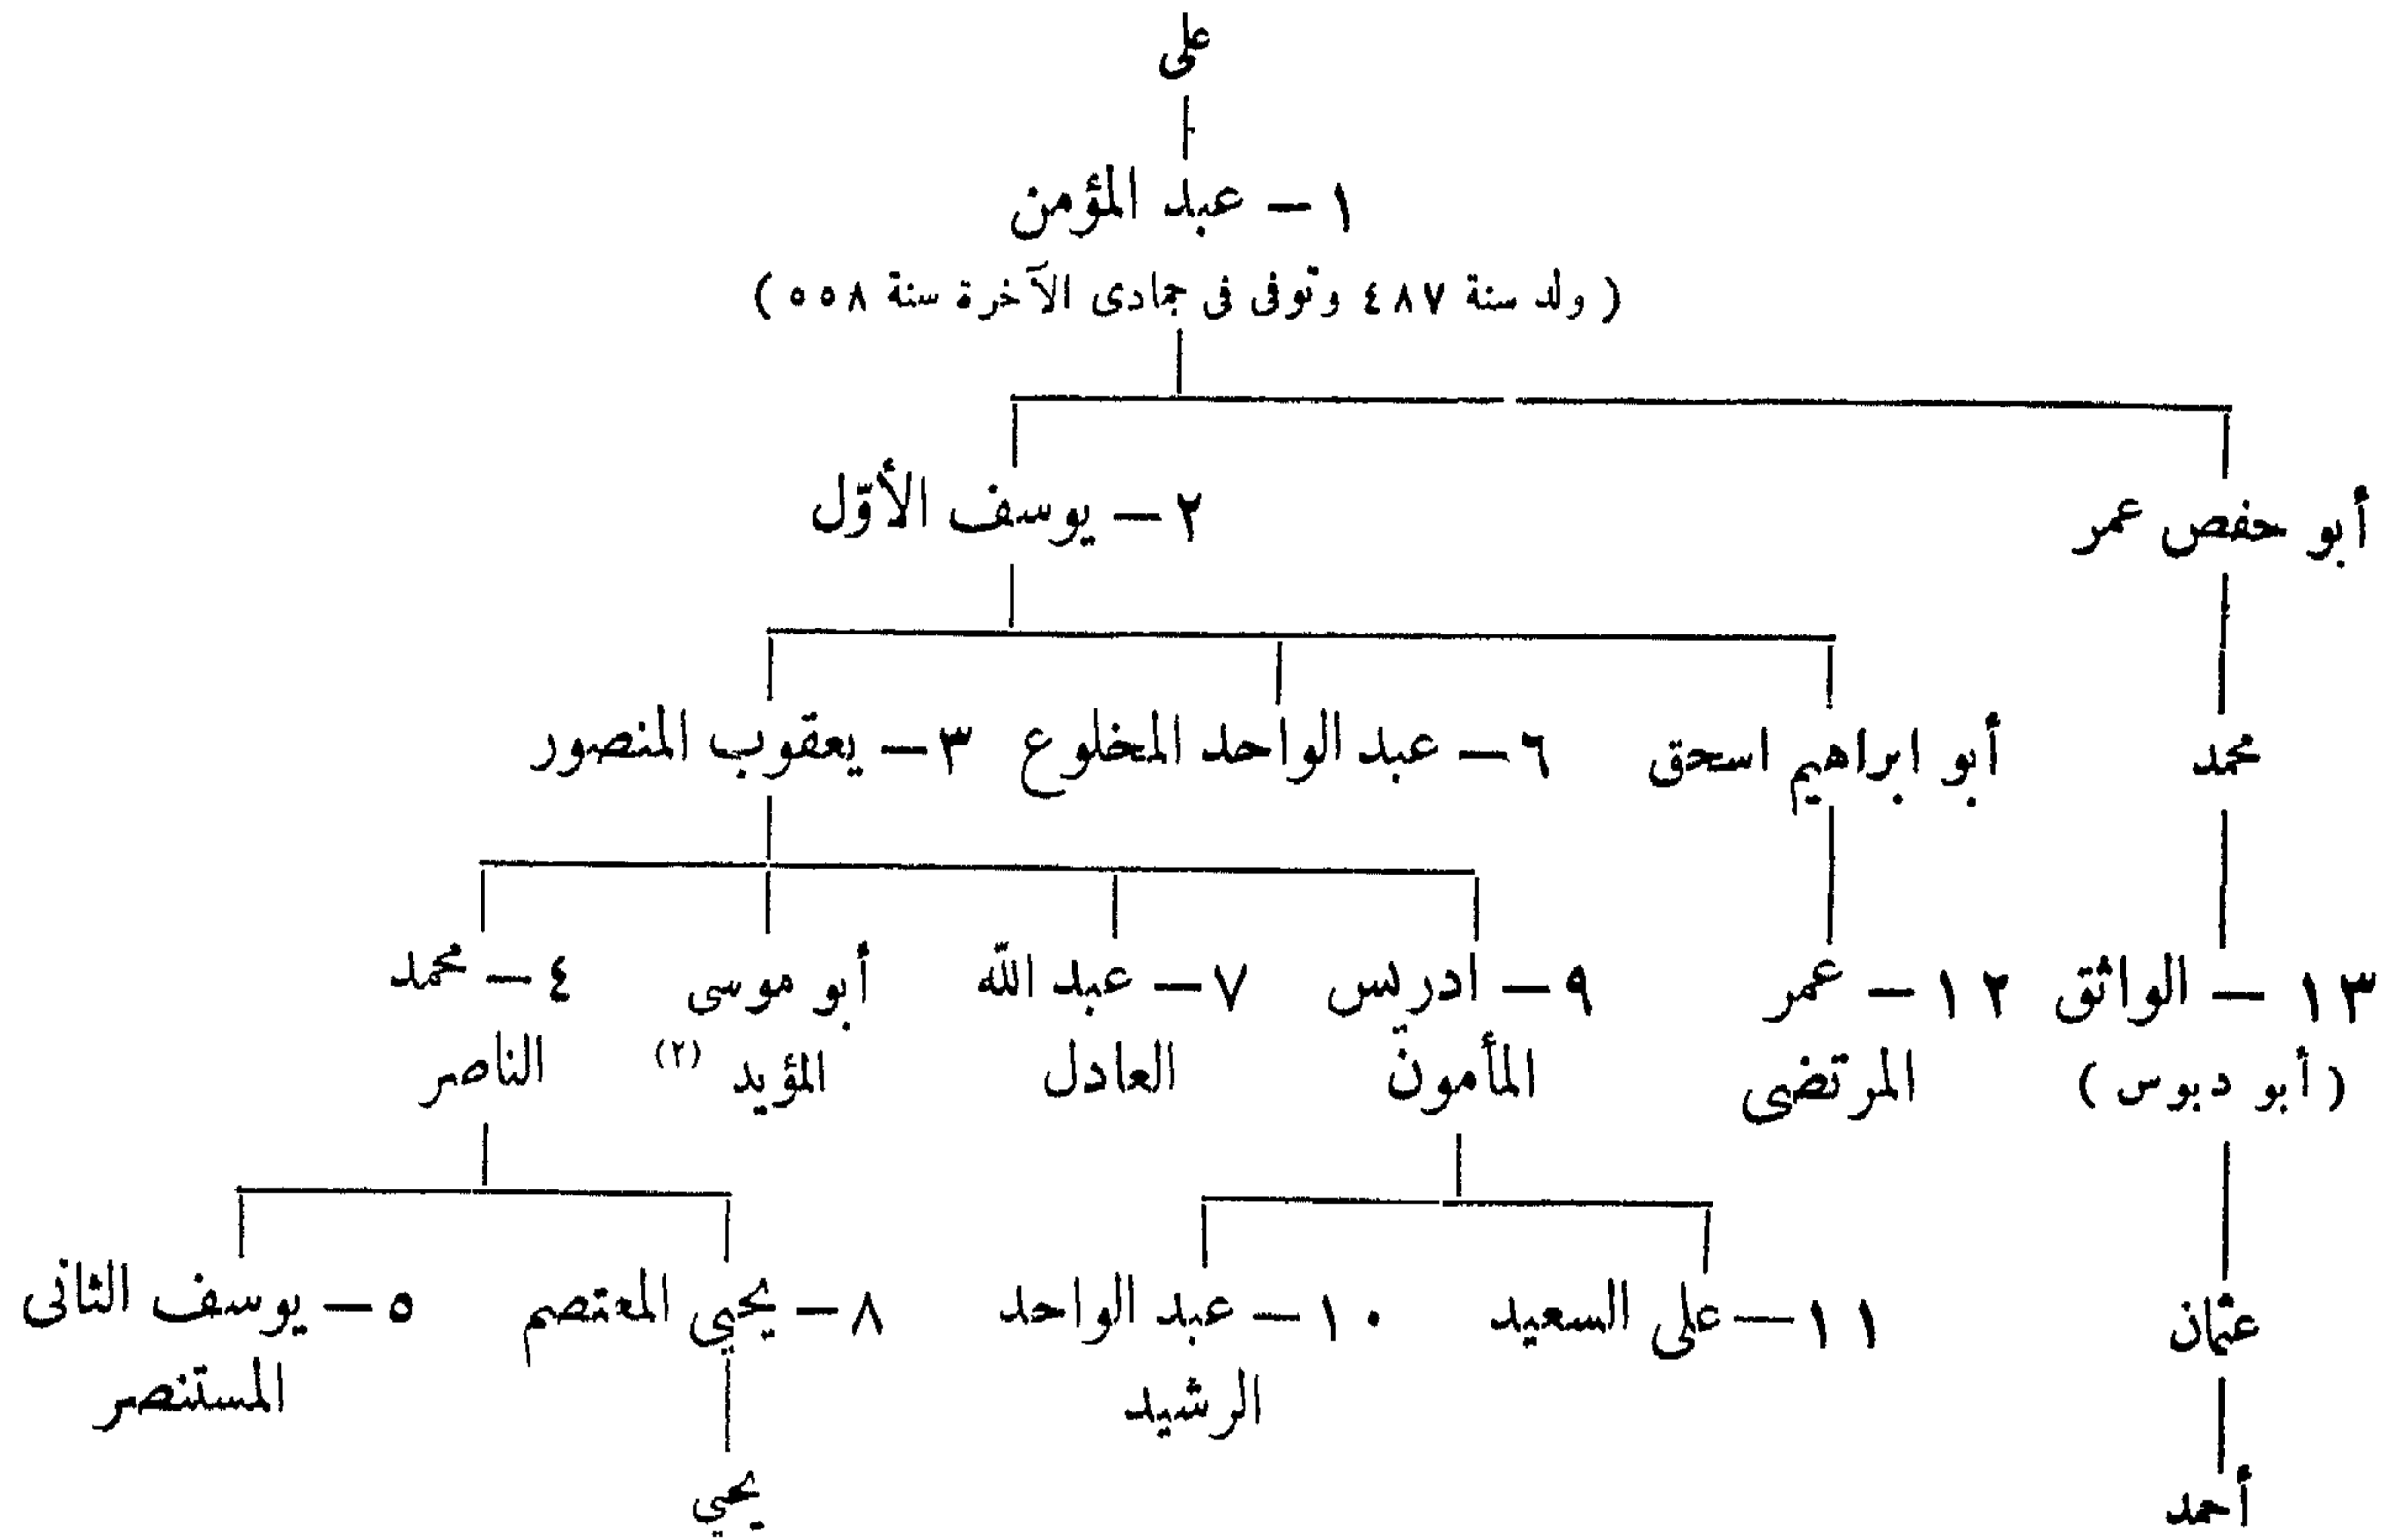 على
١ — عبد المؤمن
( ولد سنة ٤٨٧ وتوفى فى جمادى الآخرة سنة ٥٥٨ )
أبو حفص عمر
٢ — يوسف الأوّل
محمد
أبو ابراهيم اسحق
٦ — عبد الواحد المخلوع
٣ — يعقوب المنصور
١٣ — الواثق
( أبو دبوس )
١٢ — عمر
المرتضى
٩ — ادريس
المأمون
٧ — عبد الله
العادل
أبو موسى
المؤيد (٢)
٤ — محمد
الناصر
عثمان
١١ — على السعيد
١٠ — عبد الواحد
الرشيد
٨ — يحيي المعتصم
٥ — يوسف الثانى
المستنصر
أحمد
يحيي